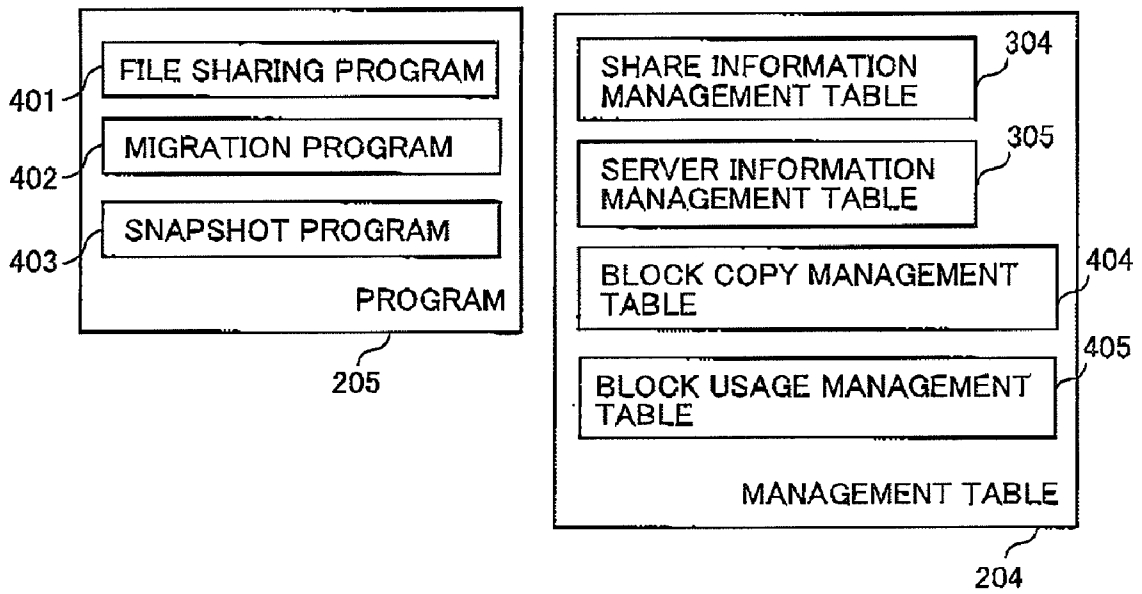 FILE SHARING PROGRAM
401
MIGRATION PROGRAM
402
SNAPSHOT PROGRAM
403
PROGRAM
205
304
SHARE INFORMATION
MANAGEMENT TABLE
305
SERVER INFORMATION
MANAGEMENT TABLE
404
BLOCK COPY MANAGEMENT
TABLE
405
BLOCK USAGE MANAGEMENT
TABLE
MANAGEMENT TABLE
204